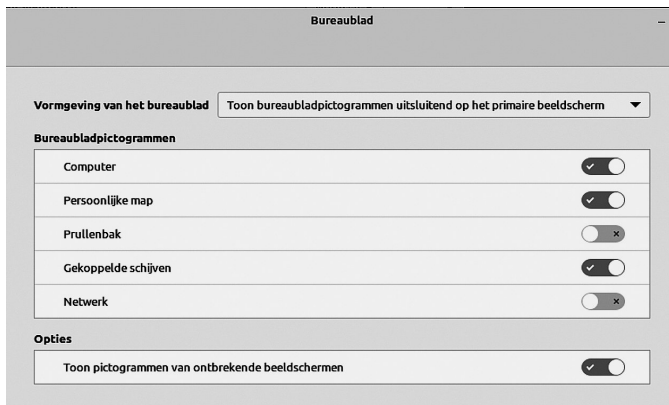 Bureaublad
Vormgeving van het bureaublad Toon bureaubladpictogrammen uitsluitend op het primaire beeldscherm
Bureaubladpictogrammen
Computer
Persoonlijke map
Prullenbak
Gekoppelde schijven
Netwerk
Opties
Toon pictogrammen van ontbrekende beeldschermen